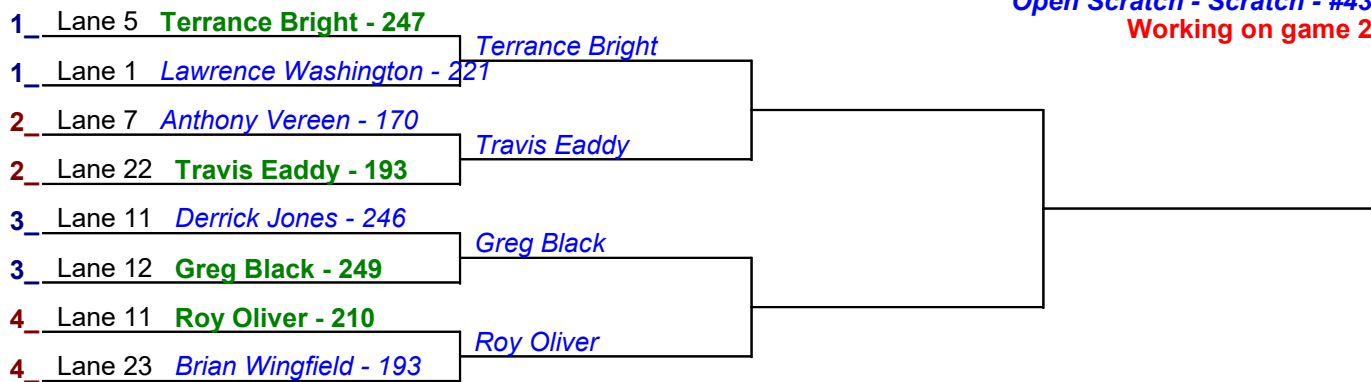 Open Scratch - Scratch - #43
Working on game 2
1_ Lane 5 Terrance Bright - 247
Terrance Bright
1_ Lane 1 Lawrence Washington - 221
2_ Lane 7 Anthony Vereen - 170
Travis Eaddy
2_ Lane 22 Travis Eaddy - 193
3_ Lane 11 Derrick Jones - 246
Greg Black
3_ Lane 12 Greg Black - 249
4_ Lane 11 Roy Oliver - 210
Roy Oliver
4_ Lane 23 Brian Wingfield - 193